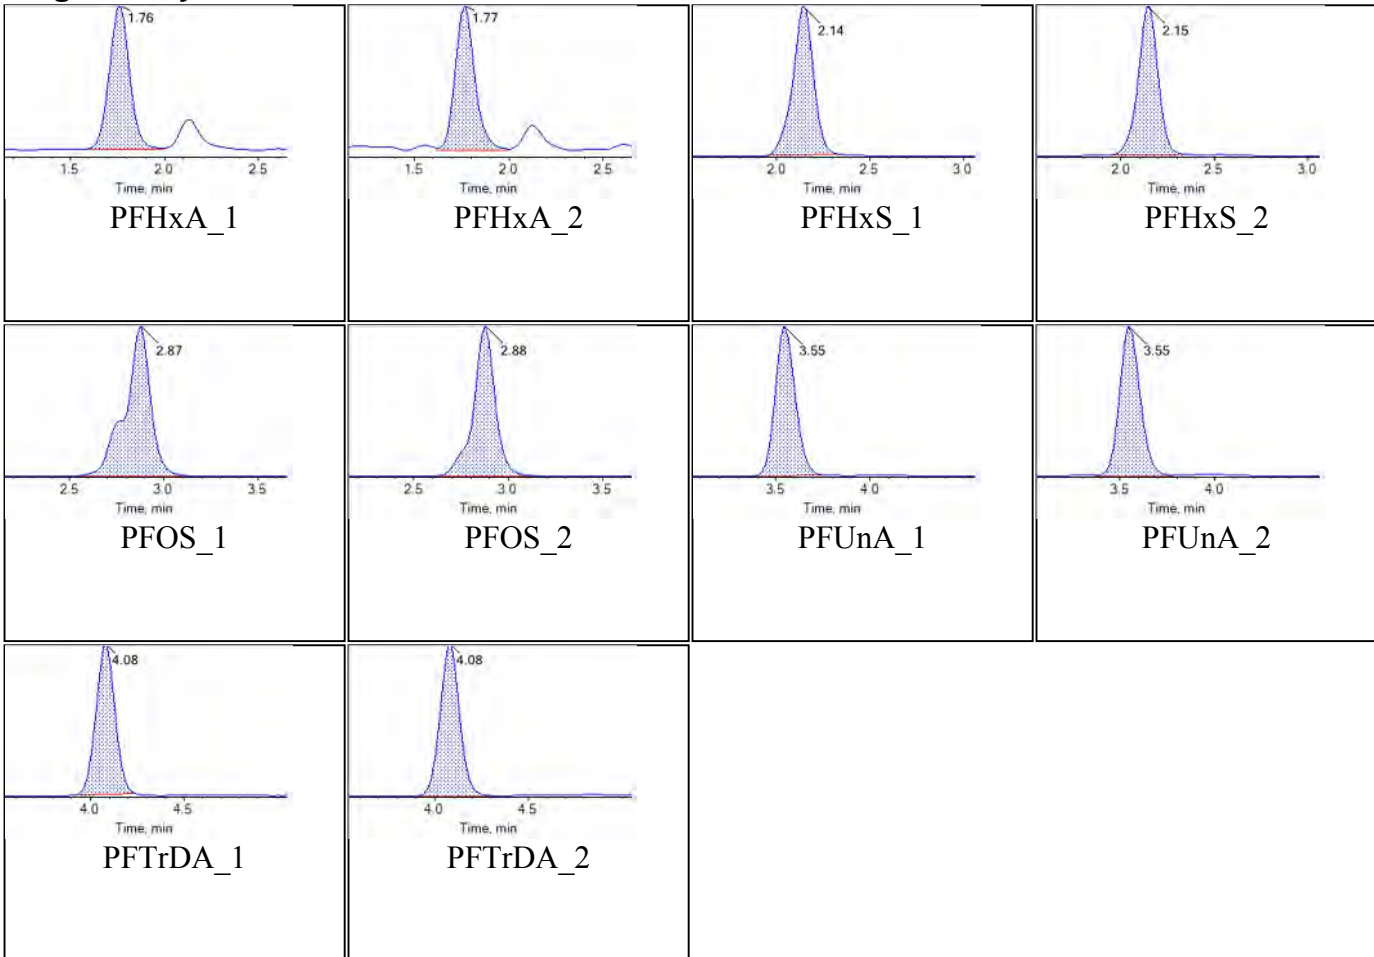 1.76
1.5 2.0 2.5
Time, min
PFHxA_1
1.77
1.5 2.0 2.5
Time, min
PFHxA_2
2.14
2.0 2.5 3.0
Time, min
PFHxS_1
2.15
2.0 2.5 3.0
Time, min
PFHxS_2
2.87
2.5 3.0 3.5
Time, min
PFOS_1
2.88
2.5 3.0 3.5
Time, min
PFOS_2
3.55
3.5 4.0
Time, min
PFUnA_1
3.55
3.5 4.0
Time, min
PFUnA_2
4.08
4.0 4.5
Time, min
PFTrDA_1
4.08
4.0 4.5
Time, min
PFTrDA_2